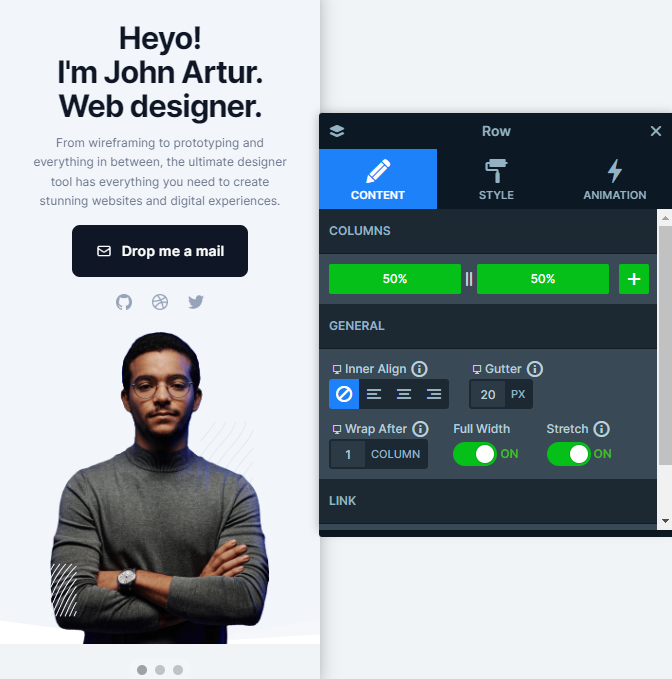 Heyo!
I'm John Artur.
Web designer.
From wireframing to prototyping and
everything in between, the ultimate designer
tool has everything you need to create
stunning websites and digital experiences.
Drop me a mail
Row
CONTENT
STYLE
ANIMATION
COLUMNS
50%
50%
GENERAL
Inner Align
Gutter
20 PX
Wrap After
Full Width
Stretch
1 COLUMN
ON
ON
LINK